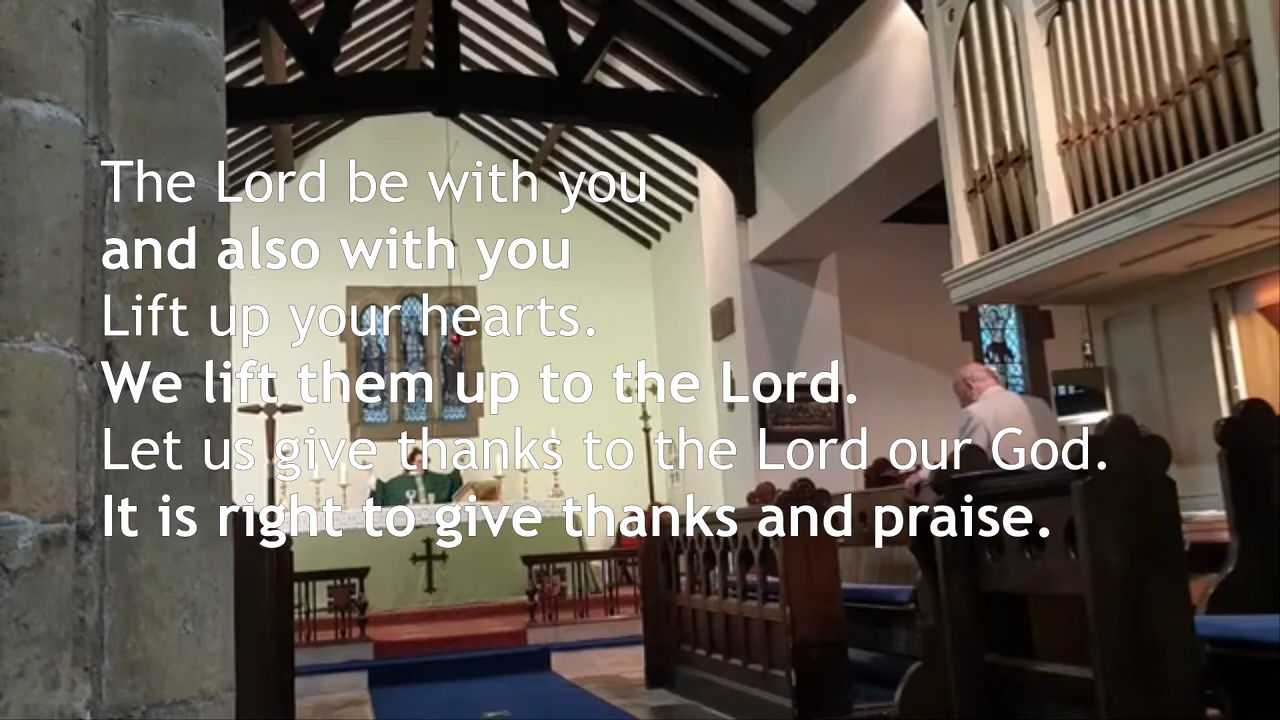 The Lord be with you
and also with you
Lift up your hearts.
We lift them up to the Lord.
Let us give thanks to the Lord our God.
It is right to give thanks and praise.